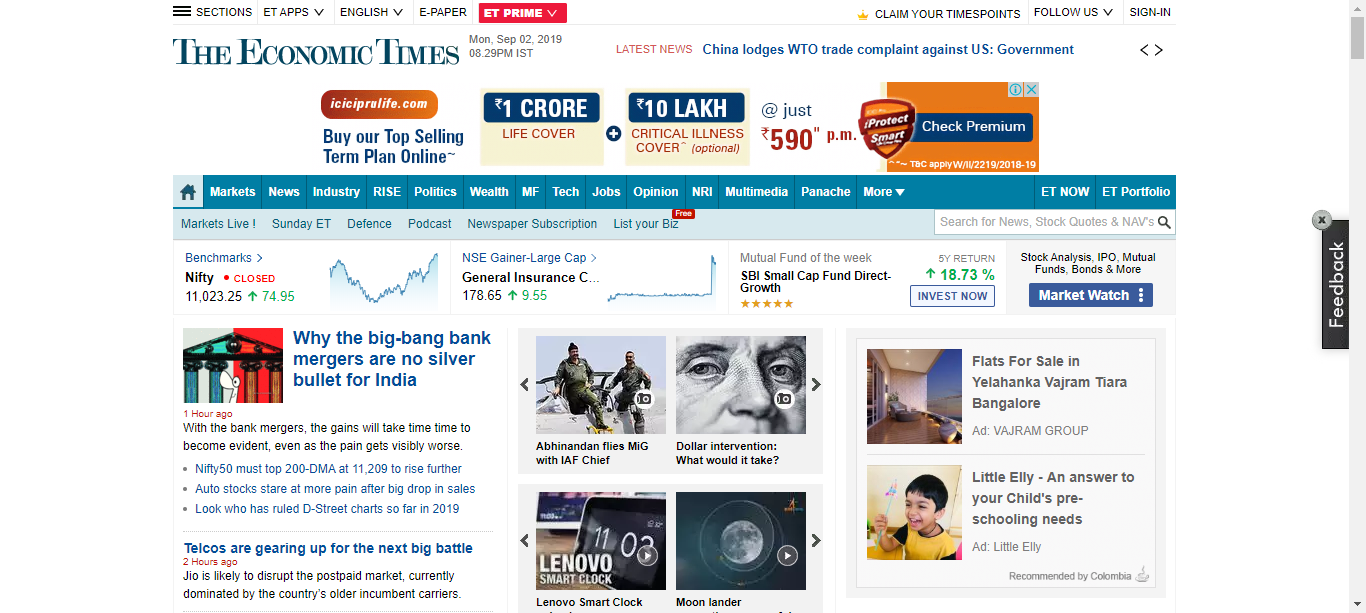 SECTIONS ET APPS ENGLISH E-PAPER ET PRIME CLAIM YOUR TIMESPOINTS FOLLOW US SIGN-IN
THE ECONOMIC TIMES
Mon, Sep 02, 2019
08.29PM IST
LATEST NEWS China lodges WTO trade complaint against US: Government
iciciprulife.com
Buy our Top Selling
Term Plan Online~
₹1 CRORE
LIFE COVER
₹10 LAKH
CRITICAL ILLNESS
COVER^ (optional)
@ just
₹590" p.m.
iProtect
Smart
Check Premium
T&C apply W/II/2219/2018-19
Markets News Industry RISE Politics Wealth MF Tech Jobs Opinion NRI Multimedia Panache More ET NOW ET Portfolio
Markets Live ! Sunday ET Defence Podcast Newspaper Subscription List your Biz Free
Search for News, Stock Quotes & NAV's
Benchmarks
Nifty CLOSED
11,023.25 74.95
NSE Gainer-Large Cap
General Insurance C...
178.65 9.55
Mutual Fund of the week
SBI Small Cap Fund Direct-
Growth
★★★★★
5Y RETURN
18.73 %
INVEST NOW
Stock Analysis, IPO, Mutual
Funds, Bonds & More
Market Watch
x
Feedback
Why the big-bang bank
mergers are no silver
bullet for India
1 Hour ago
With the bank mergers, the gains will take time time to
become evident, even as the pain gets visibly worse.
Nifty50 must top 200-DMA at 11,209 to rise further
Auto stocks stare at more pain after big drop in sales
Look who has ruled D-Street charts so far in 2019
Telcos are gearing up for the next big battle
2 Hours ago
Jio is likely to disrupt the postpaid market, currently
dominated by the country's older incumbent carriers.
Abhinandan flies MiG
with IAF Chief
Dollar intervention:
What would it take?
11 03
LENOVO
SMART CLOCK
Lenovo Smart Clock
Moon lander
Flats For Sale in
Yelahanka Vajram Tiara
Bangalore
Ad: VAJRAM GROUP
Little Elly - An answer to
your Child's pre-
schooling needs
Ad: Little Elly
Recommended by Colombia